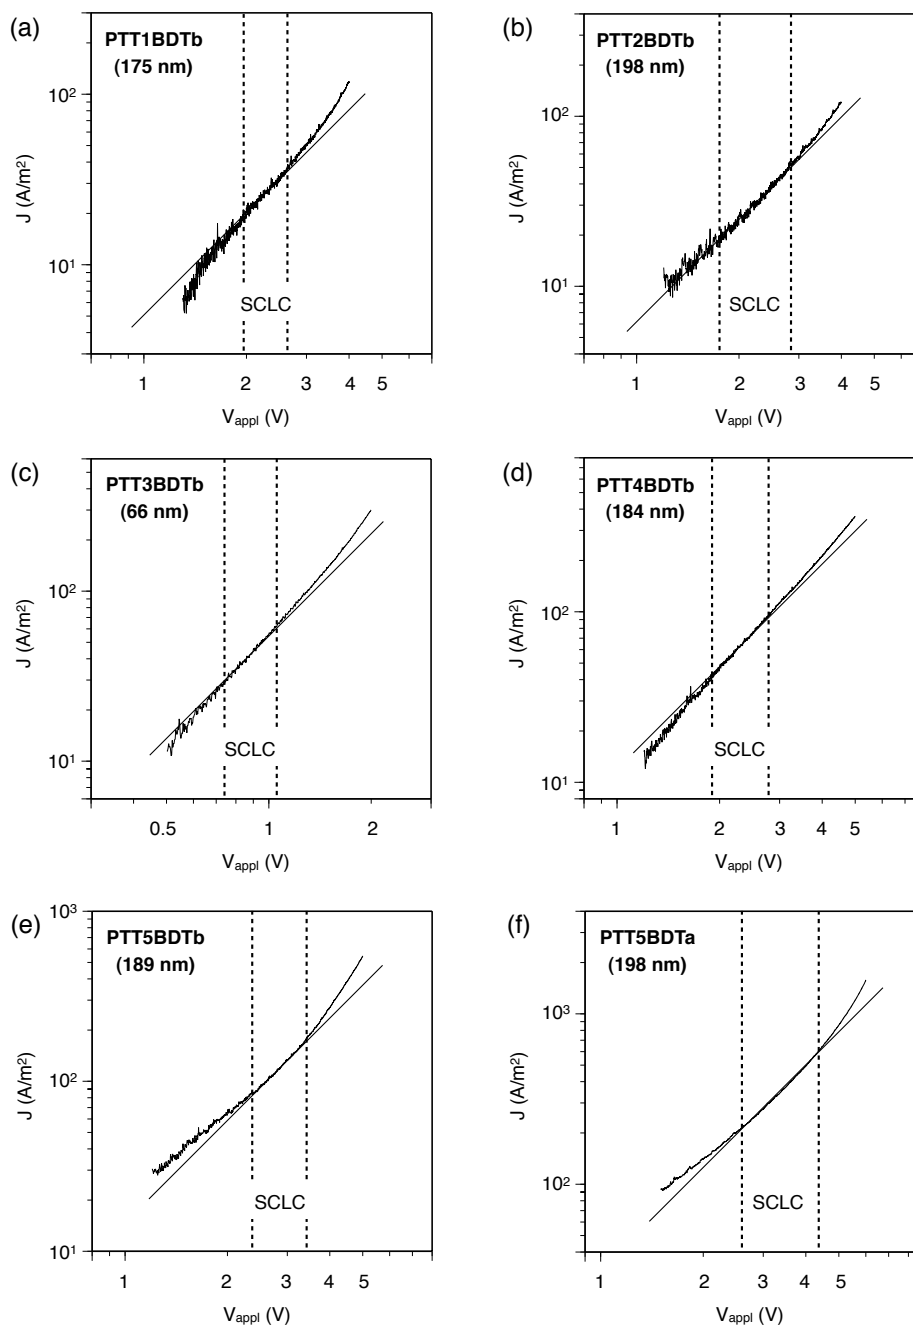 (a)
PTT1BDTb
(175 nm)
10²
10¹
J (A/m²)
SCLC
1 2 3 4 5
V_appl (V)
(b)
PTT2BDTb
(198 nm)
10²
10¹
J (A/m²)
SCLC
1 2 3 4 5
V_appl (V)
(c)
PTT3BDTb
(66 nm)
10²
10¹
J (A/m²)
SCLC
0.5 1 2
V_appl (V)
(d)
PTT4BDTb
(184 nm)
10²
10¹
J (A/m²)
SCLC
1 2 3 4 5
V_appl (V)
(e)
10³
PTT5BDTb
(189 nm)
10²
10¹
J (A/m²)
SCLC
1 2 3 4 5
V_appl (V)
(f)
PTT5BDTa
(198 nm)
10³
10²
J (A/m²)
SCLC
1 2 3 4 5
V_appl (V)